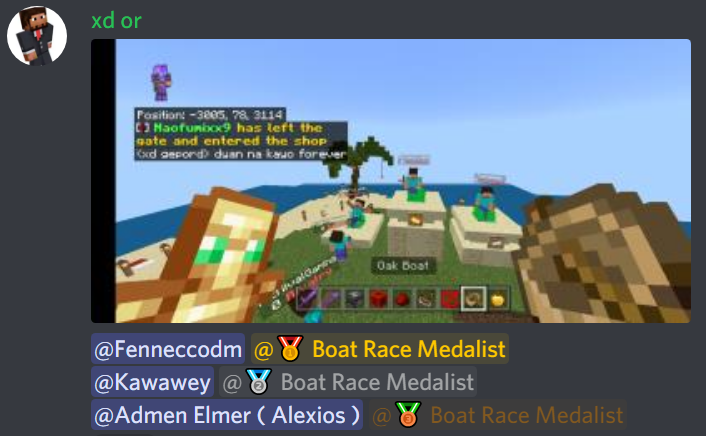 xd or
Position: -3005, 78, 3114
Naofumixx9 has left the
gate and entered the shop
<xd gepord> duan na kayo forever
Oak Boat
@Fenneccodm @🥇 Boat Race Medalist
@Kawawey @🥈 Boat Race Medalist
@Admen Elmer ( Alexios ) @🥉 Boat Race Medalist